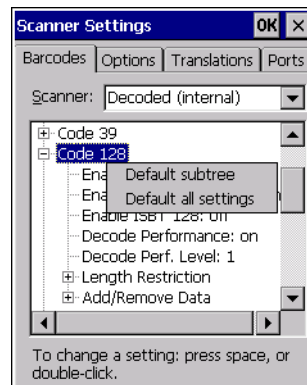 Scanner Settings OK ×
Barcodes Options Translations Ports
Scanner: Decoded (internal)
Code 39
Code 128
Ena
Default subtree
Ena
Default all settings
Enable ISBT 128: Off
Decode Performance: on
Decode Perf. Level: 1
Length Restriction
Add/Remove Data
To change a setting: press space, or
double-click.